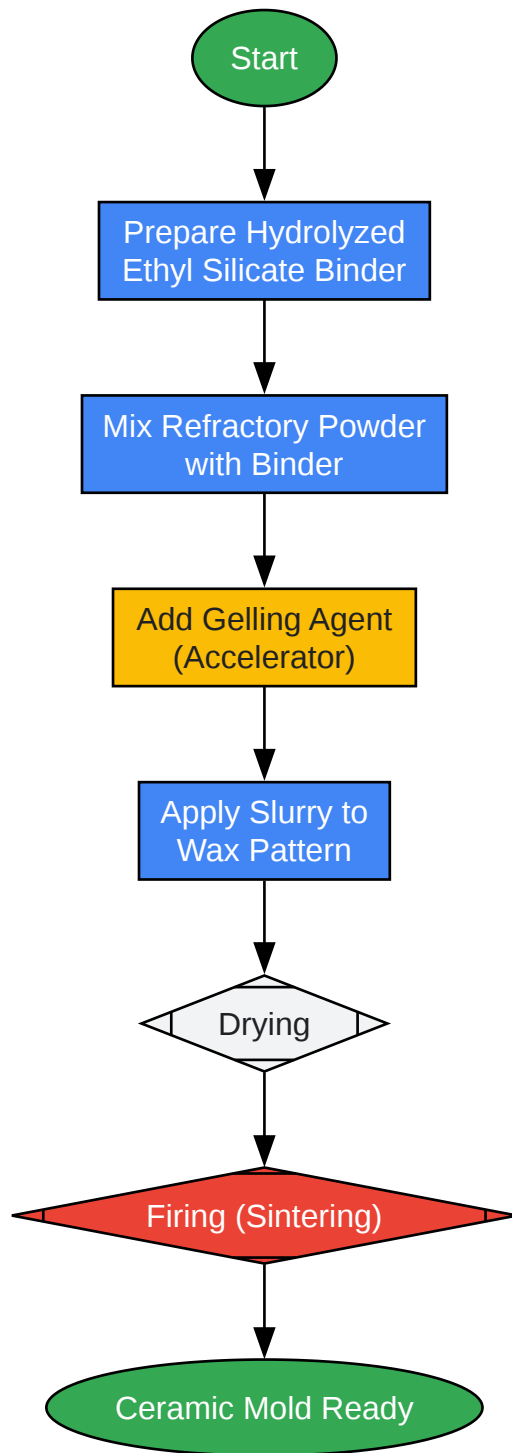 Start
Prepare Hydrolyzed
Ethyl Silicate Binder
Mix Refractory Powder
with Binder
Add Gelling Agent
(Accelerator)
Apply Slurry to
Wax Pattern
Drying
Firing (Sintering)
Ceramic Mold Ready